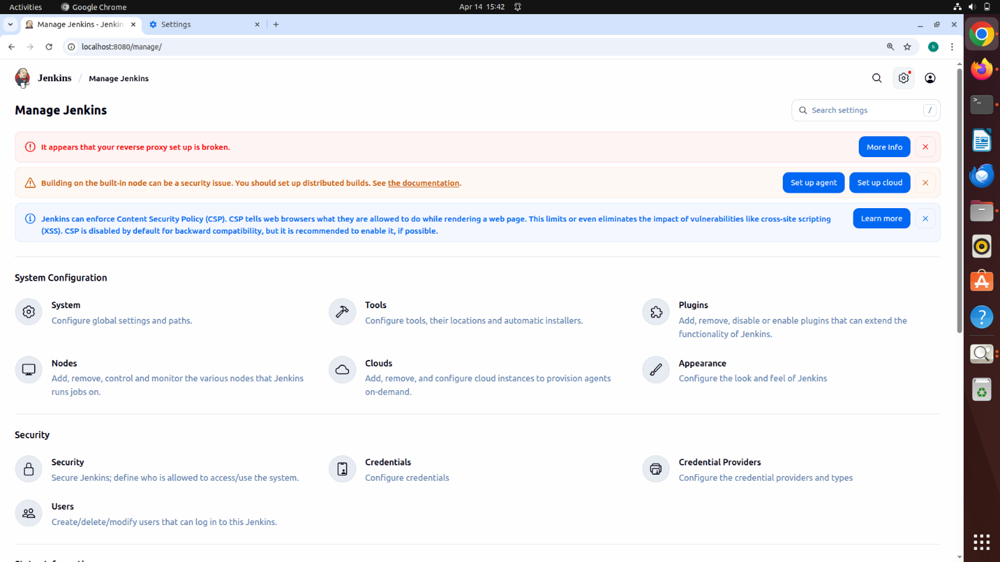 Activities
Google Chrome
Apr 14 15:42
Manage Jenkins - Jenkin
Settings
localhost:8080/manage/
S
Jenkins / Manage Jenkins
Manage Jenkins
Search settings
/
It appears that your reverse proxy set up is broken.
More Info
Building on the built-in node can be a security issue. You should set up distributed builds. See the documentation.
Set up agent
Set up cloud
Jenkins can enforce Content Security Policy (CSP). CSP tells web browsers what they are allowed to do while rendering a web page. This limits or even eliminates the impact of vulnerabilities like cross-site scripting
(XSS). CSP is disabled by default for backward compatibility, but it is recommended to enable it, if possible.
Learn more
System Configuration
System
Configure global settings and paths.
Tools
Configure tools, their locations and automatic installers.
Plugins
Add, remove, disable or enable plugins that can extend the
functionality of Jenkins.
Nodes
Add, remove, control and monitor the various nodes that Jenkins
runs jobs on.
Clouds
Add, remove, and configure cloud instances to provision agents
on-demand.
Appearance
Configure the look and feel of Jenkins
Security
Security
Secure Jenkins; define who is allowed to access/use the system.
Credentials
Configure credentials
Credential Providers
Configure the credential providers and types
Users
Create/delete/modify users that can log in to this Jenkins.